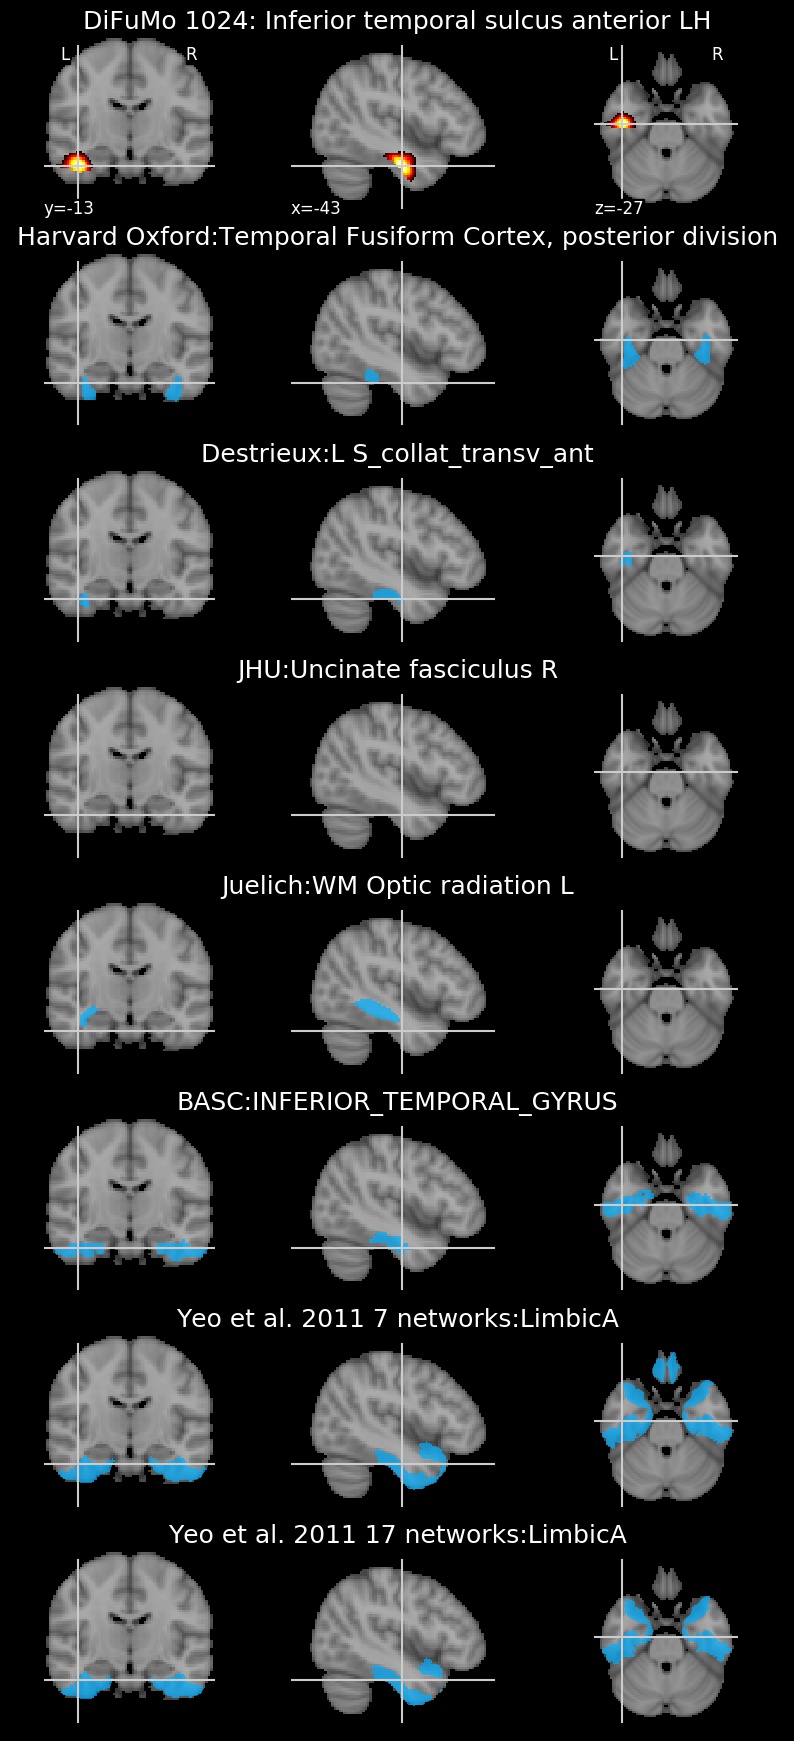 DiFuMo 1024: Inferior temporal sulcus anterior LH
L R L R
y=-13 x=-43 z=-27
Harvard Oxford:Temporal Fusiform Cortex, posterior division
Destrieux:L S_collat_transv_ant
JHU:Uncinate fasciculus R
Juelich:WM Optic radiation L
BASC:INFERIOR_TEMPORAL_GYRUS
Yeo et al. 2011 7 networks:LimbicA
Yeo et al. 2011 17 networks:LimbicA